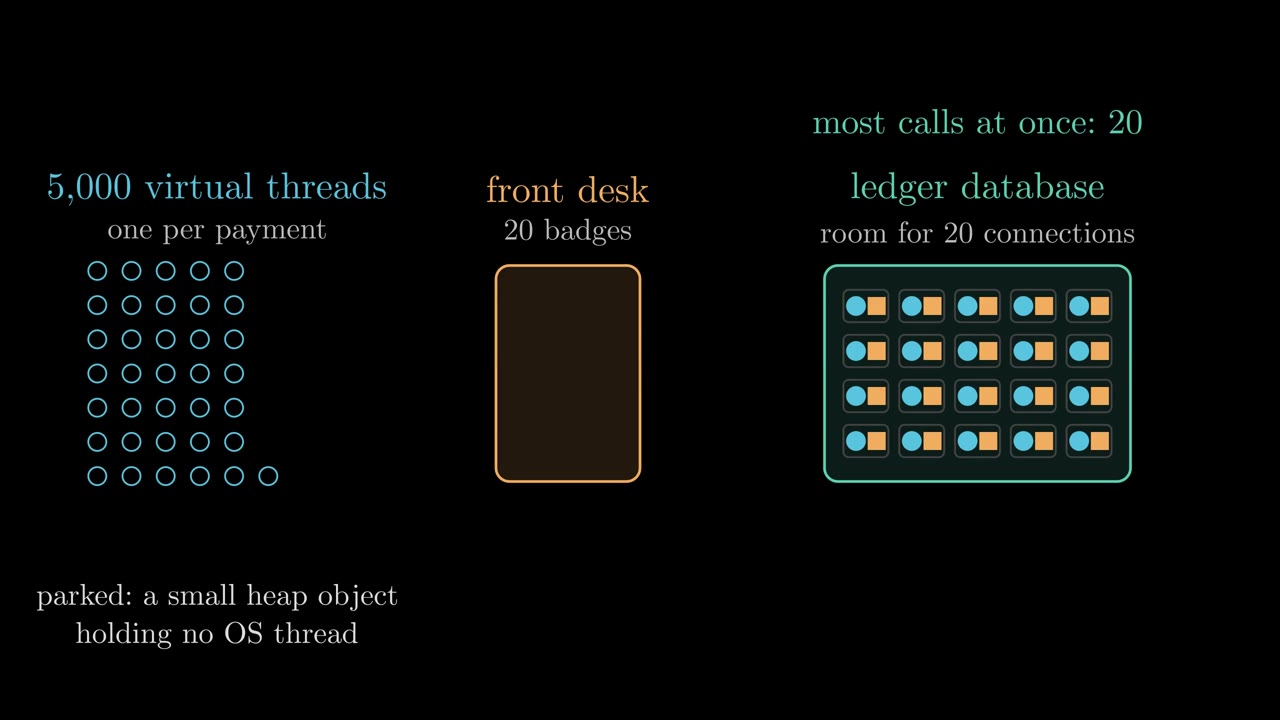 most calls at once: 20
5,000 virtual threads
one per payment
front desk
20 badges
ledger database
room for 20 connections
parked: a small heap object
holding no OS thread